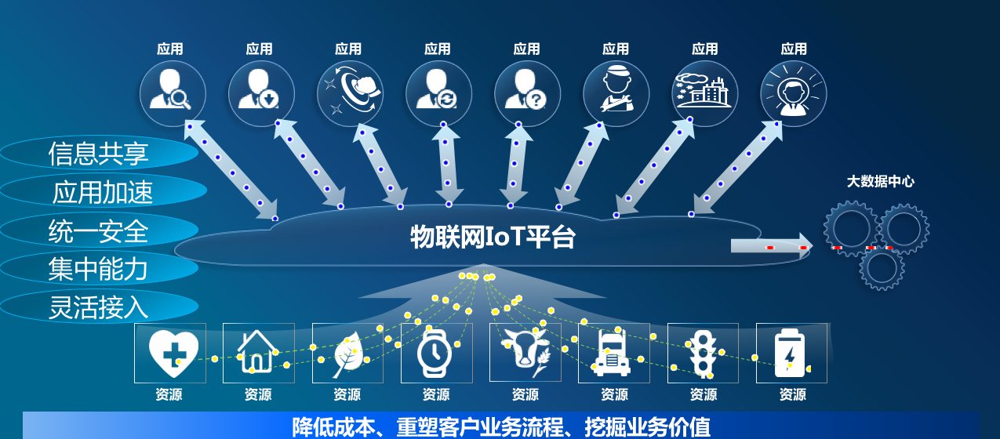 应用
应用
应用
应用
应用
应用
应用
应用
信息共享
应用加速
统一安全
集中能力
灵活接入
物联网IoT平台
大数据中心
资源
资源
资源
资源
资源
资源
资源
资源
降低成本、重塑客户业务流程、挖掘业务价值